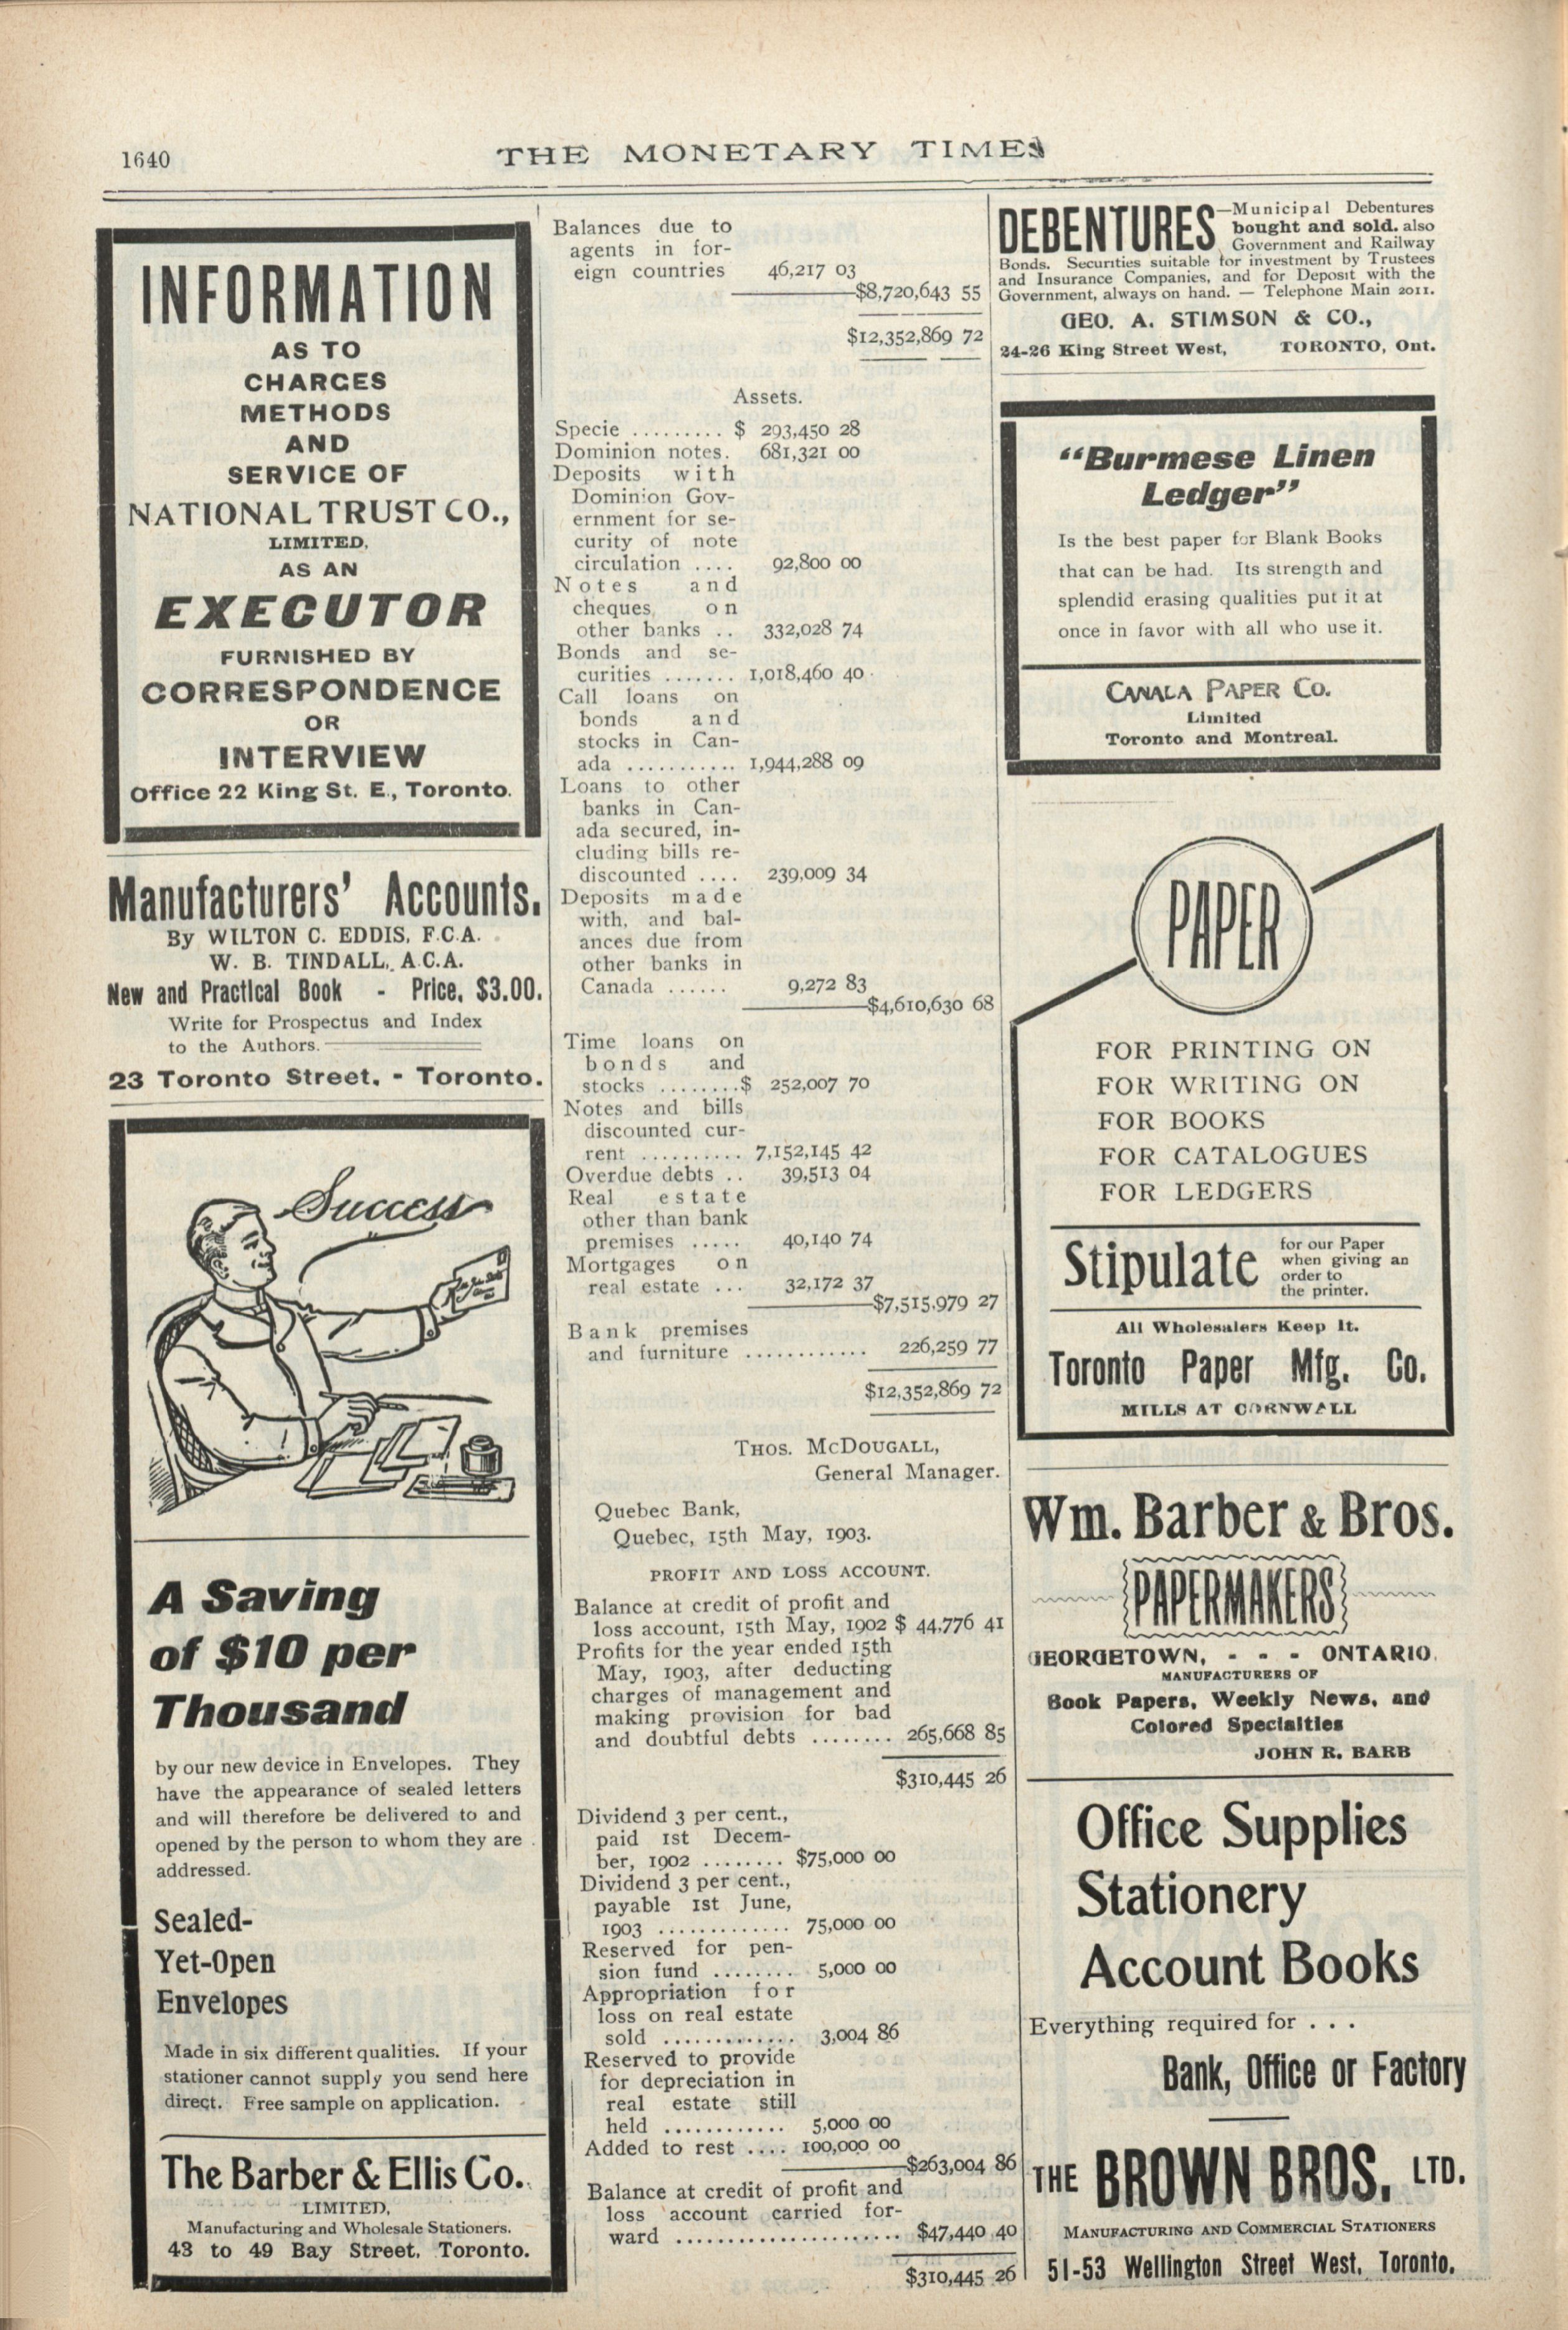 1640
THE MONETARY TIMES
INFORMATION
AS TO
CHARGES
METHODS
AND
SERVICE OF
NATIONAL TRUST CO.,
LIMITED,
AS AN
EXECUTOR
FURNISHED BY
CORRESPONDENCE
OR
INTERVIEW
Office 22 King St. E., Toronto.
Manufacturers' Accounts.
By WILTON C. EDDIS, F.C.A.
W. B. TINDALL, A.C.A.
New and Practical Book - Price, $3.00.
Write for Prospectus and Index
to the Authors.
23 Toronto Street, - Toronto.
Success
A Saving
of $10 per
Thousand
by our new device in Envelopes. They
have the appearance of sealed letters
and will therefore be delivered to and
opened by the person to whom they are
addressed.
Sealed-
Yet-Open
Envelopes
Made in six different qualities. If your
stationer cannot supply you send here
direct. Free sample on application.
The Barber & Ellis Co.
LIMITED,
Manufacturing and Wholesale Stationers.
43 to 49 Bay Street, Toronto.
Balances due to
agents in for-
eign countries 46,217 03
$8,720,643 55
$12,352,869 72
Assets.
Specie ......... $ 293,450 28
Dominion notes. 681,321 00
Deposits with
Dominion Gov-
ernment for se-
curity of note
circulation .... 92,800 00
Notes and
cheques on
other banks .. 332,028 74
Bonds and se-
curities ....... 1,018,460 40
Call loans on
bonds and
stocks in Can-
ada ........... 1,944,288 09
Loans to other
banks in Can-
ada secured, in-
cluding bills re-
discounted .... 239,009 34
Deposits made
with, and bal-
ances due from
other banks in
Canada ...... 9,272 83
$4,610,630 68
Time loans on
bonds and
stocks ........$ 252,007 70
Notes and bills
discounted cur-
rent .......... 7,152,145 42
Overdue debts .. 39,513 04
Real estate
other than bank
premises ..... 40,140 74
Mortgages on
real estate ... 32,172 37
$7,515,979 27
Bank premises
and furniture ............ 226,259 77
$12,352,869 72
THOS. MCDOUGALL,
General Manager.
Quebec Bank,
Quebec, 15th May, 1903.
PROFIT AND LOSS ACCOUNT.
Balance at credit of profit and
loss account, 15th May, 1902 $ 44,776 41
Profits for the year ended 15th
May, 1903, after deducting
charges of management and
making provision for bad
and doubtful debts ........ 265,668 85
$310,445 26
Dividend 3 per cent.,
paid 1st Decem-
ber, 1902 ........ $75,000 00
Dividend 3 per cent.,
payable 1st June,
1903 ............. 75,000 00
Reserved for pen-
sion fund ........ 5,000 00
Appropriation for
loss on real estate
sold ............. 3,004 86
Reserved to provide
for depreciation in
real estate still
held ............ 5,000 00
Added to rest .... 100,000 00
$263,004 86
Balance at credit of profit and
loss account carried for-
ward ...................... $47,440 40
$310,445 26
DEBENTURES—Municipal Debentures
bought and sold, also
Government and Railway
Bonds. Securities suitable for investment by Trustees
and Insurance Companies, and for Deposit with the
Government, always on hand. — Telephone Main 2011.
GEO. A. STIMSON & CO.,
24-26 King Street West, TORONTO, Ont.
"Burmese Linen
Ledger"
Is the best paper for Blank Books
that can be had. Its strength and
splendid erasing qualities put it at
once in favor with all who use it.
CANADA PAPER CO.
Limited
Toronto and Montreal.
PAPER
FOR PRINTING ON
FOR WRITING ON
FOR BOOKS
FOR CATALOGUES
FOR LEDGERS
Stipulate for our Paper
when giving an
order to
the printer.
All Wholesalers Keep It.
Toronto Paper Mfg. Co.
MILLS AT CORNWALL
Wm. Barber & Bros.
PAPERMAKERS
GEORGETOWN, - - - ONTARIO.
MANUFACTURERS OF
Book Papers, Weekly News, and
Colored Specialties
JOHN R. BARB
Office Supplies
Stationery
Account Books
Everything required for . . .
Bank, Office or Factory
THE BROWN BROS. LTD.
MANUFACTURING AND COMMERCIAL STATIONERS
51-53 Wellington Street West, Toronto.